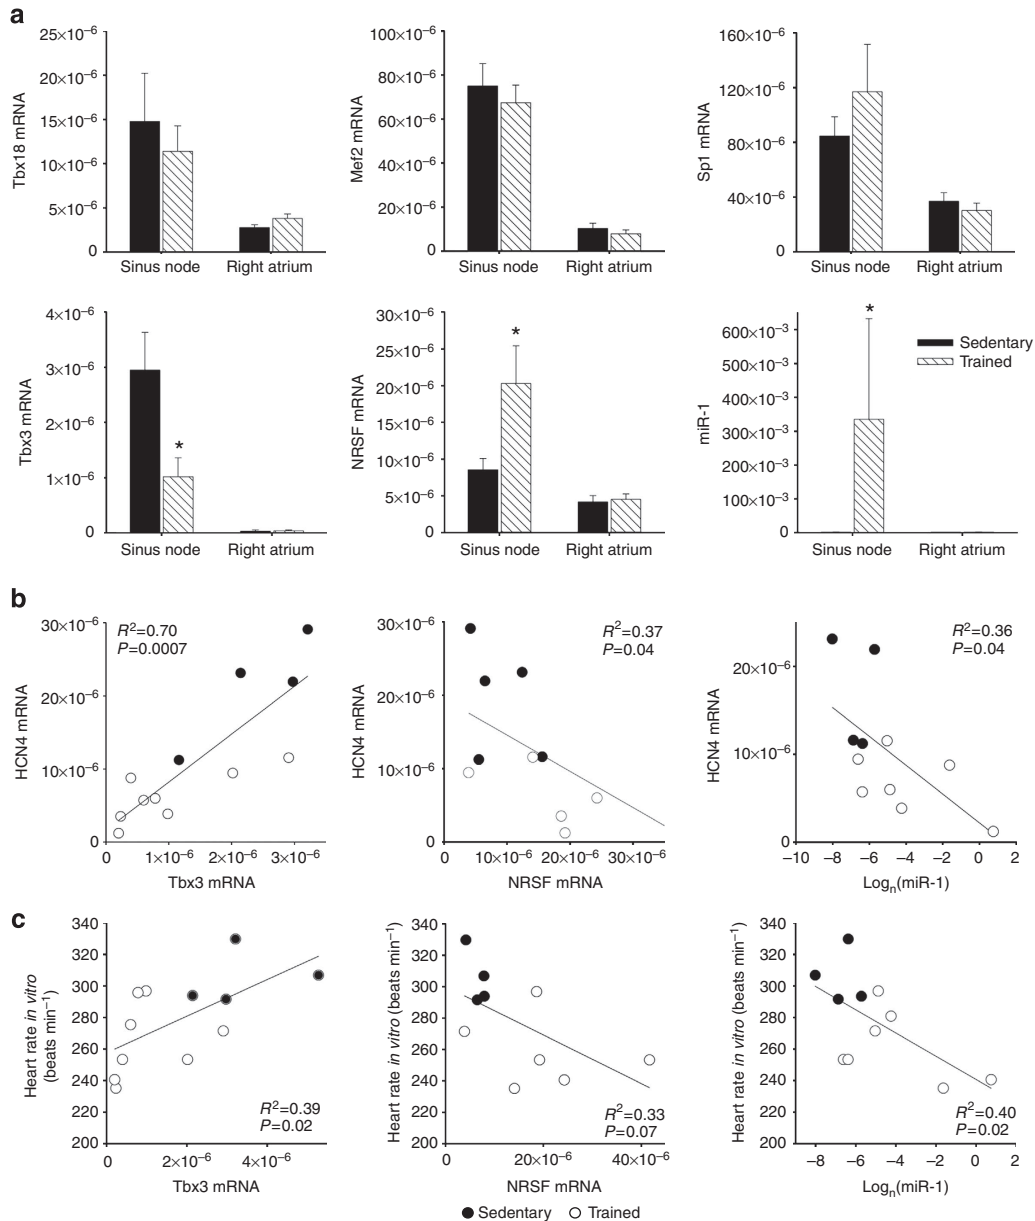 a
25×10⁻⁶
20×10⁻⁶
15×10⁻⁶
10×10⁻⁶
5×10⁻⁶
0
Tbx18 mRNA
Sinus node
Right atrium
100×10⁻⁶
80×10⁻⁶
60×10⁻⁶
40×10⁻⁶
20×10⁻⁶
0
Mef2 mRNA
Sinus node
Right atrium
160×10⁻⁶
120×10⁻⁶
80×10⁻⁶
40×10⁻⁶
0
Sp1 mRNA
Sinus node
Right atrium
4×10⁻⁶
3×10⁻⁶
2×10⁻⁶
1×10⁻⁶
0
Tbx3 mRNA
*
Sinus node
Right atrium
30×10⁻⁶
25×10⁻⁶
20×10⁻⁶
15×10⁻⁶
10×10⁻⁶
5×10⁻⁶
0
NRSF mRNA
*
Sinus node
Right atrium
600×10⁻³
500×10⁻³
400×10⁻³
300×10⁻³
200×10⁻³
100×10⁻³
0
miR-1
*
Sedentary
Trained
Sinus node
Right atrium
b
30×10⁻⁶
20×10⁻⁶
10×10⁻⁶
0
HCN4 mRNA
R²=0.70
P=0.0007
0 1×10⁻⁶ 2×10⁻⁶ 3×10⁻⁶
Tbx3 mRNA
30×10⁻⁶
20×10⁻⁶
10×10⁻⁶
0
HCN4 mRNA
R²=0.37
P=0.04
0 10×10⁻⁶ 20×10⁻⁶ 30×10⁻⁶
NRSF mRNA
20×10⁻⁶
10×10⁻⁶
0
HCN4 mRNA
R²=0.36
P=0.04
−10 −8 −6 −4 −2 0 2
Logₙ(miR-1)
c
340
320
300
280
260
240
220
200
Heart rate in vitro
(beats min⁻¹)
R²=0.39
P=0.02
0 2×10⁻⁶ 4×10⁻⁶
Tbx3 mRNA
340
320
300
280
260
240
220
200
Heart rate in vitro (beats min⁻¹)
R²=0.33
P=0.07
0 20×10⁻⁶ 40×10⁻⁶
NRSF mRNA
340
320
300
280
260
240
220
200
Heart rate in vitro (beats min⁻¹)
R²=0.40
P=0.02
−8 −6 −4 −2 0 2
Logₙ(miR-1)
Sedentary Trained